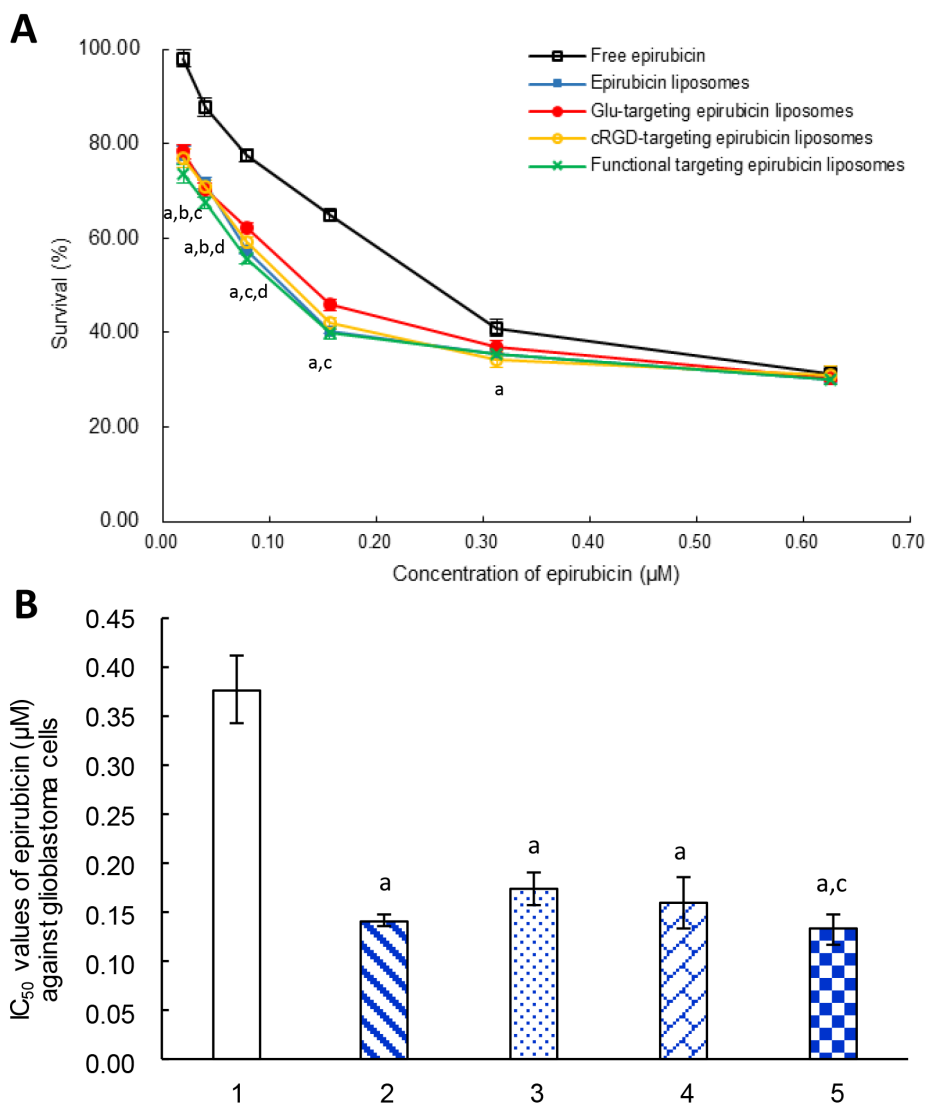 A
100.00
80.00
60.00
40.00
20.00
0.00
Survival (%)
Free epirubicin
Epirubicin liposomes
Glu-targeting epirubicin liposomes
cRGD-targeting epirubicin liposomes
Functional targeting epirubicin liposomes
a,b,c
a,b,d
a,c,d
a,c
a
0.00 0.10 0.20 0.30 0.40 0.50 0.60 0.70
Concentration of epirubicin (µM)
B
0.45
0.40
0.35
0.30
0.25
0.20
0.15
0.10
0.05
0.00
IC50 values of epirubicin (µM)
against glioblastoma cells
a
a
a
a,c
1 2 3 4 5